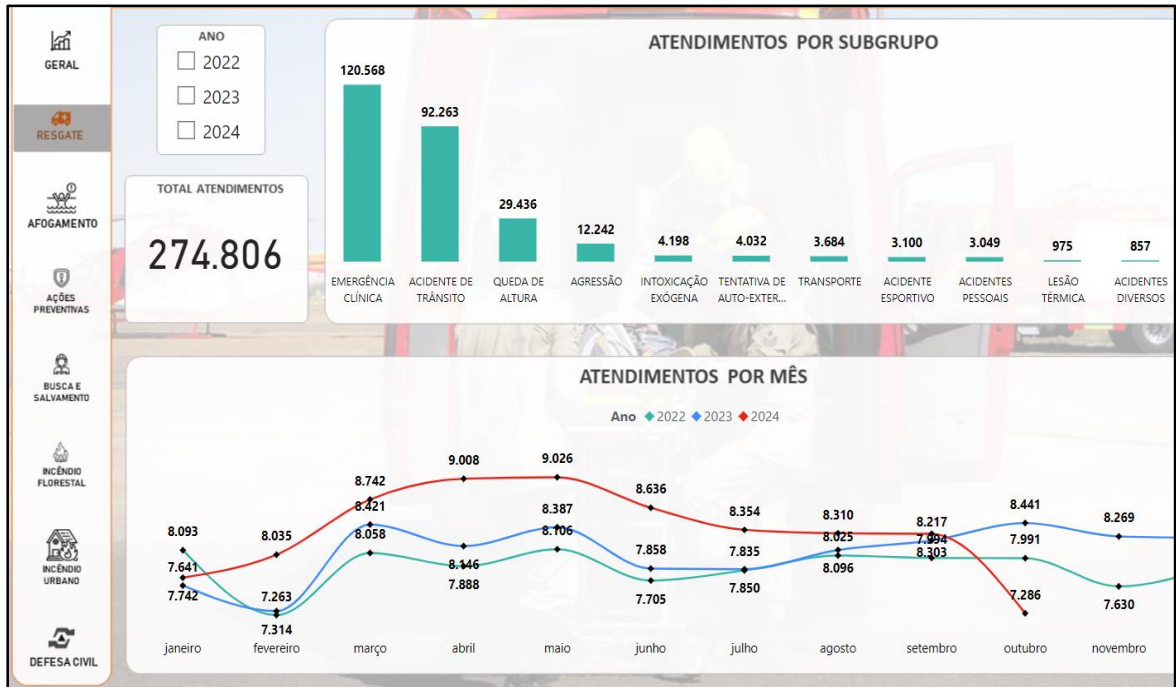 GERAL
RESGATE
AFOGAMENTO
AÇÕES
PREVENTIVAS
BUSCA E
SALVAMENTO
INCÊNDIO
FLORESTAL
INCÊNDIO
URBANO
DEFESA CIVIL
ANO
2022
2023
2024
TOTAL ATENDIMENTOS
274.806
ATENDIMENTOS POR SUBGRUPO
120.568
92.263
29.436
12.242
4.198
4.032
3.684
3.100
3.049
975
857
EMERGÊNCIA
CLÍNICA
ACIDENTE DE
TRÂNSITO
QUEDA DE
ALTURA
AGRESSÃO
INTOXICAÇÃO
EXÓGENA
TENTATIVA DE
AUTO-EXTER...
TRANSPORTE
ACIDENTE
ESPORTIVO
ACIDENTES
PESSOAIS
LESÃO
TÉRMICA
ACIDENTES
DIVERSOS
ATENDIMENTOS POR MÊS
Ano 2022 2023 2024
8.093
7.641
7.742
8.035
7.263
7.314
8.742
8.421
8.058
9.008
8.146
7.888
9.026
8.387
8.106
8.636
7.858
7.705
8.354
7.835
7.850
8.310
8.025
8.096
8.217
7.994
8.303
8.441
7.991
7.286
8.269
7.630
janeiro fevereiro março abril maio junho julho agosto setembro outubro novembro